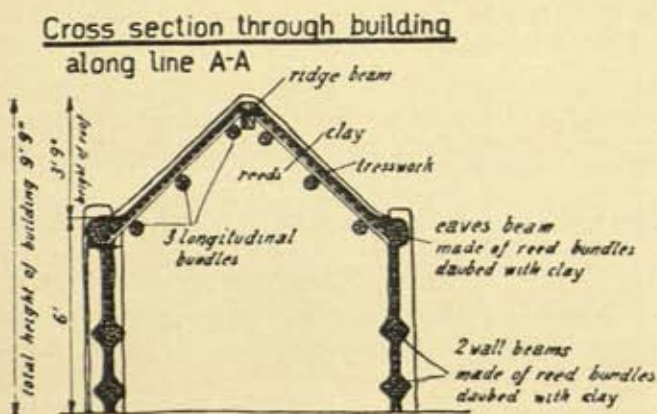 Cross section through building
along line A-A
ridge beam
clay
tresswork
reeds
3 longitudinal
bundles
eaves beam
made of reed bundles
daubed with clay
2 wall beams
made of reed bundles
daubed with clay
total height of building 9' 9"
3' 9"
height of roof
6'